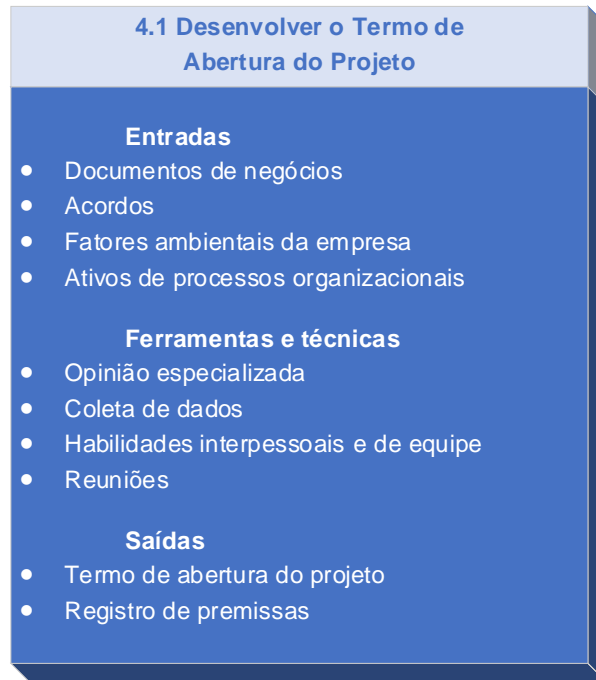 4.1 Desenvolver o Termo de
Abertura do Projeto
Entradas
• Documentos de negócios
• Acordos
• Fatores ambientais da empresa
• Ativos de processos organizacionais
Ferramentas e técnicas
• Opinião especializada
• Coleta de dados
• Habilidades interpessoais e de equipe
• Reuniões
Saídas
• Termo de abertura do projeto
• Registro de premissas